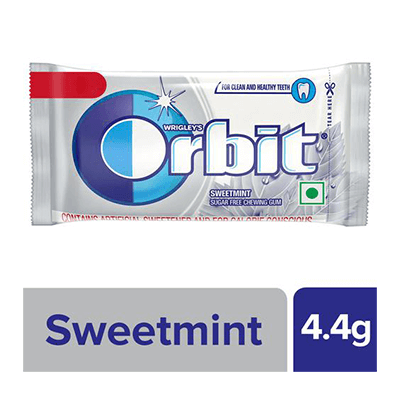 FOR CLEAN AND HEALTHY TEETH
TEAR HERE
WRIGLEY'S
Orbit®
SWEETMINT
SUGAR FREE CHEWING GUM
CONTAINS ARTIFICIAL SWEETENER AND FOR CALORIE CONSCIOUS
Sweetmint
4.4g